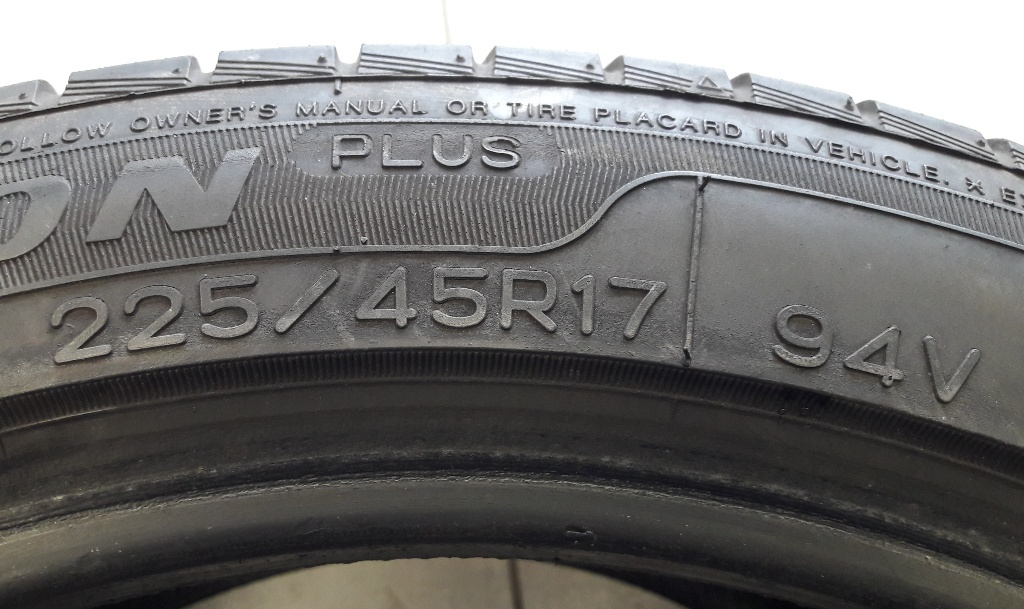 OLLOW OWNER'S MANUAL OR TIRE PLACARD IN VEHICLE. * E
ON PLUS
225/45R17 94V